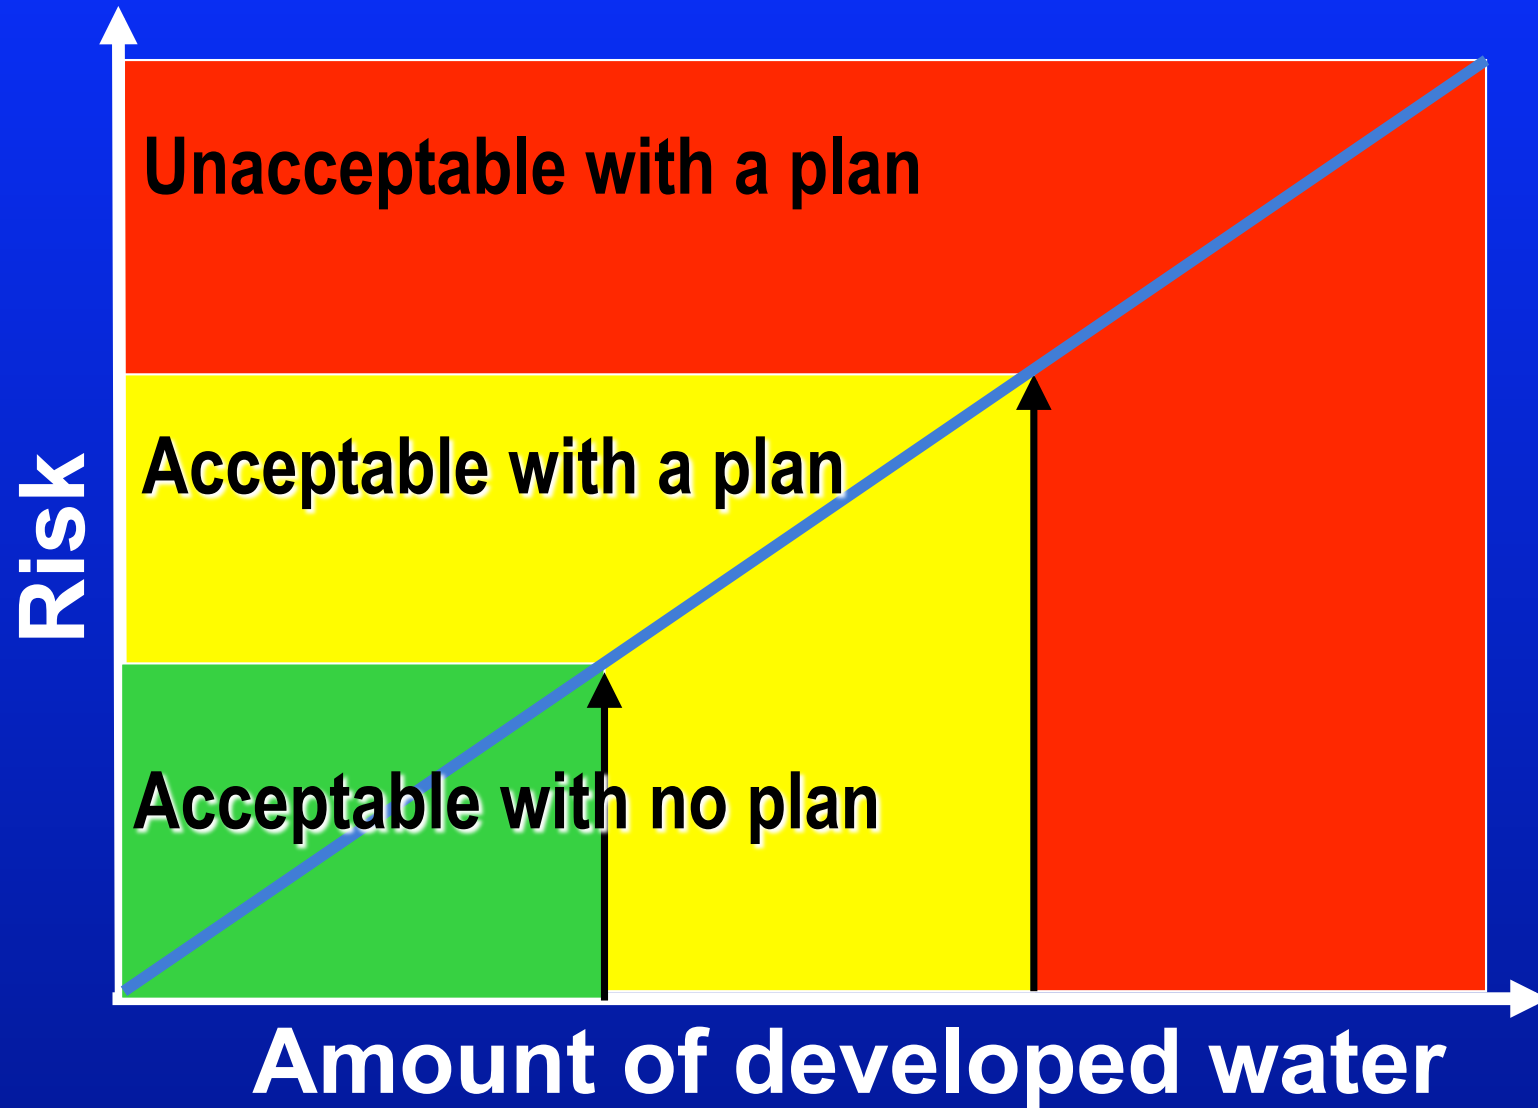 Unacceptable with a plan
Acceptable with a plan
Risk
Acceptable with no plan
Amount of developed water